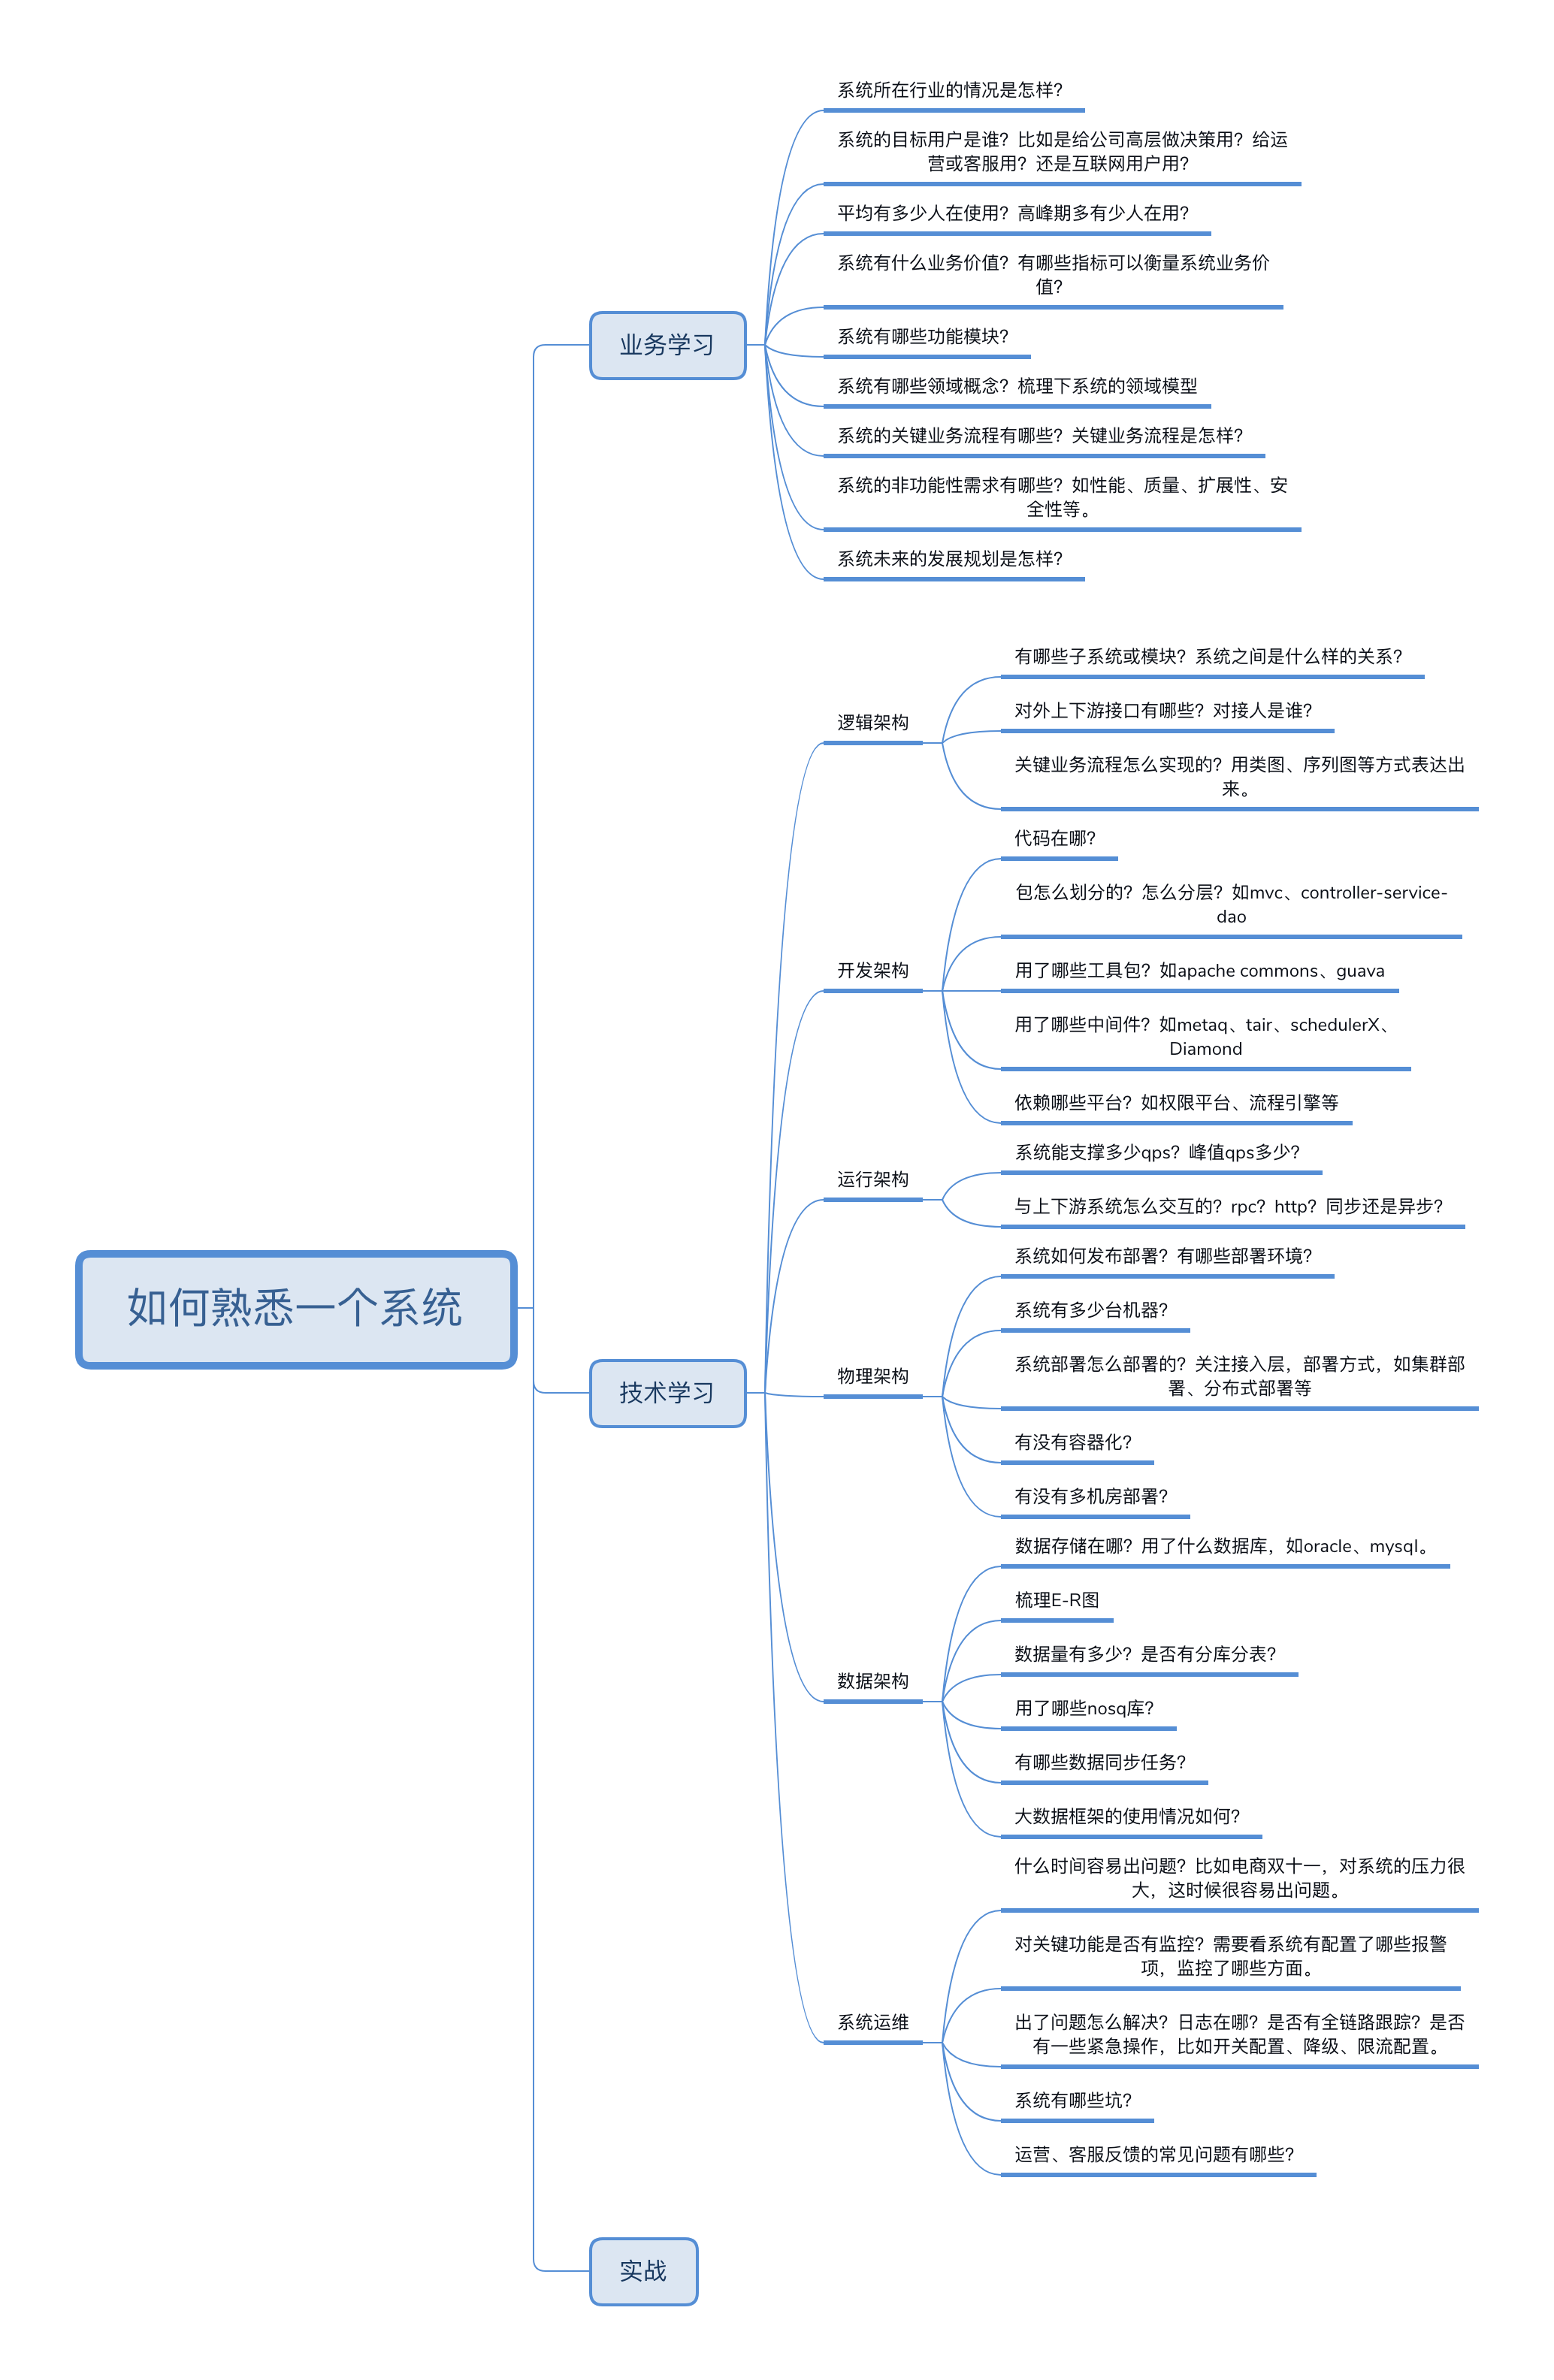 如何熟悉一个系统
业务学习
系统所在行业的情况是怎样？
系统的目标用户是谁？比如是给公司高层做决策用？给运
营或客服用？还是互联网用户用？
平均有多少人在使用？高峰期多有少人在用？
系统有什么业务价值？有哪些指标可以衡量系统业务价
值？
系统有哪些功能模块？
系统有哪些领域概念？梳理下系统的领域模型
系统的关键业务流程有哪些？关键业务流程是怎样？
系统的非功能性需求有哪些？如性能、质量、扩展性、安
全性等。
系统未来的发展规划是怎样？
技术学习
逻辑架构
有哪些子系统或模块？系统之间是什么样的关系？
对外上下游接口有哪些？对接人是谁？
关键业务流程怎么实现的？用类图、序列图等方式表达出
来。
开发架构
代码在哪？
包怎么划分的？怎么分层？如mvc、controller-service-
dao
用了哪些工具包？如apache commons、guava
用了哪些中间件？如metaq、tair、schedulerX、
Diamond
依赖哪些平台？如权限平台、流程引擎等
运行架构
系统能支撑多少qps？峰值qps多少？
与上下游系统怎么交互的？rpc？http？同步还是异步？
物理架构
系统如何发布部署？有哪些部署环境？
系统有多少台机器？
系统部署怎么部署的？关注接入层，部署方式，如集群部
署、分布式部署等
有没有容器化？
有没有多机房部署？
数据架构
数据存储在哪？用了什么数据库，如oracle、mysql。
梳理E-R图
数据量有多少？是否有分库分表？
用了哪些nosq库？
有哪些数据同步任务？
大数据框架的使用情况如何？
系统运维
什么时间容易出问题？比如电商双十一，对系统的压力很
大，这时候很容易出问题。
对关键功能是否有监控？需要看系统有配置了哪些报警
项，监控了哪些方面。
出了问题怎么解决？日志在哪？是否有全链路跟踪？是否
有一些紧急操作，比如开关配置、降级、限流配置。
系统有哪些坑？
运营、客服反馈的常见问题有哪些？
实战